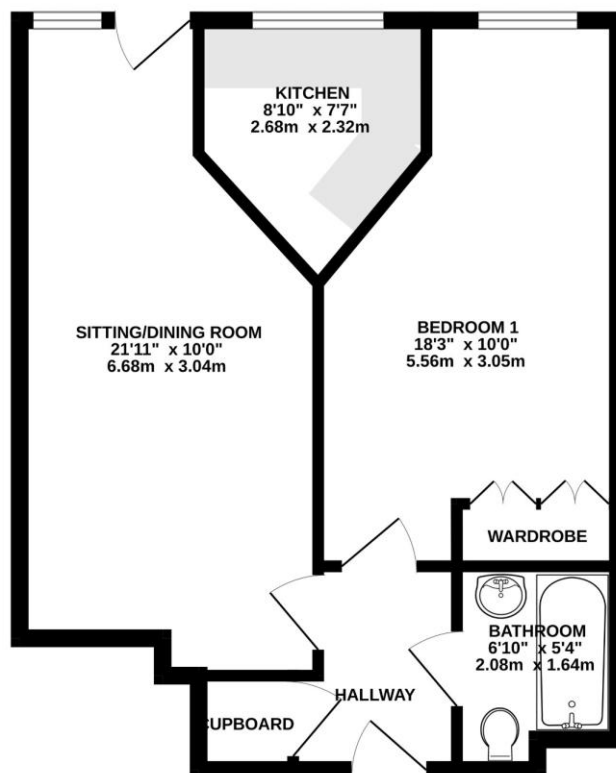 KITCHEN
8'10" x 7'7"
2.68m x 2.32m
SITTING/DINING ROOM
21'11" x 10'0"
6.68m x 3.04m
BEDROOM 1
18'3" x 10'0"
5.56m x 3.05m
WARDROBE
BATHROOM
6'10" x 5'4"
2.08m x 1.64m
HALLWAY
CUPBOARD